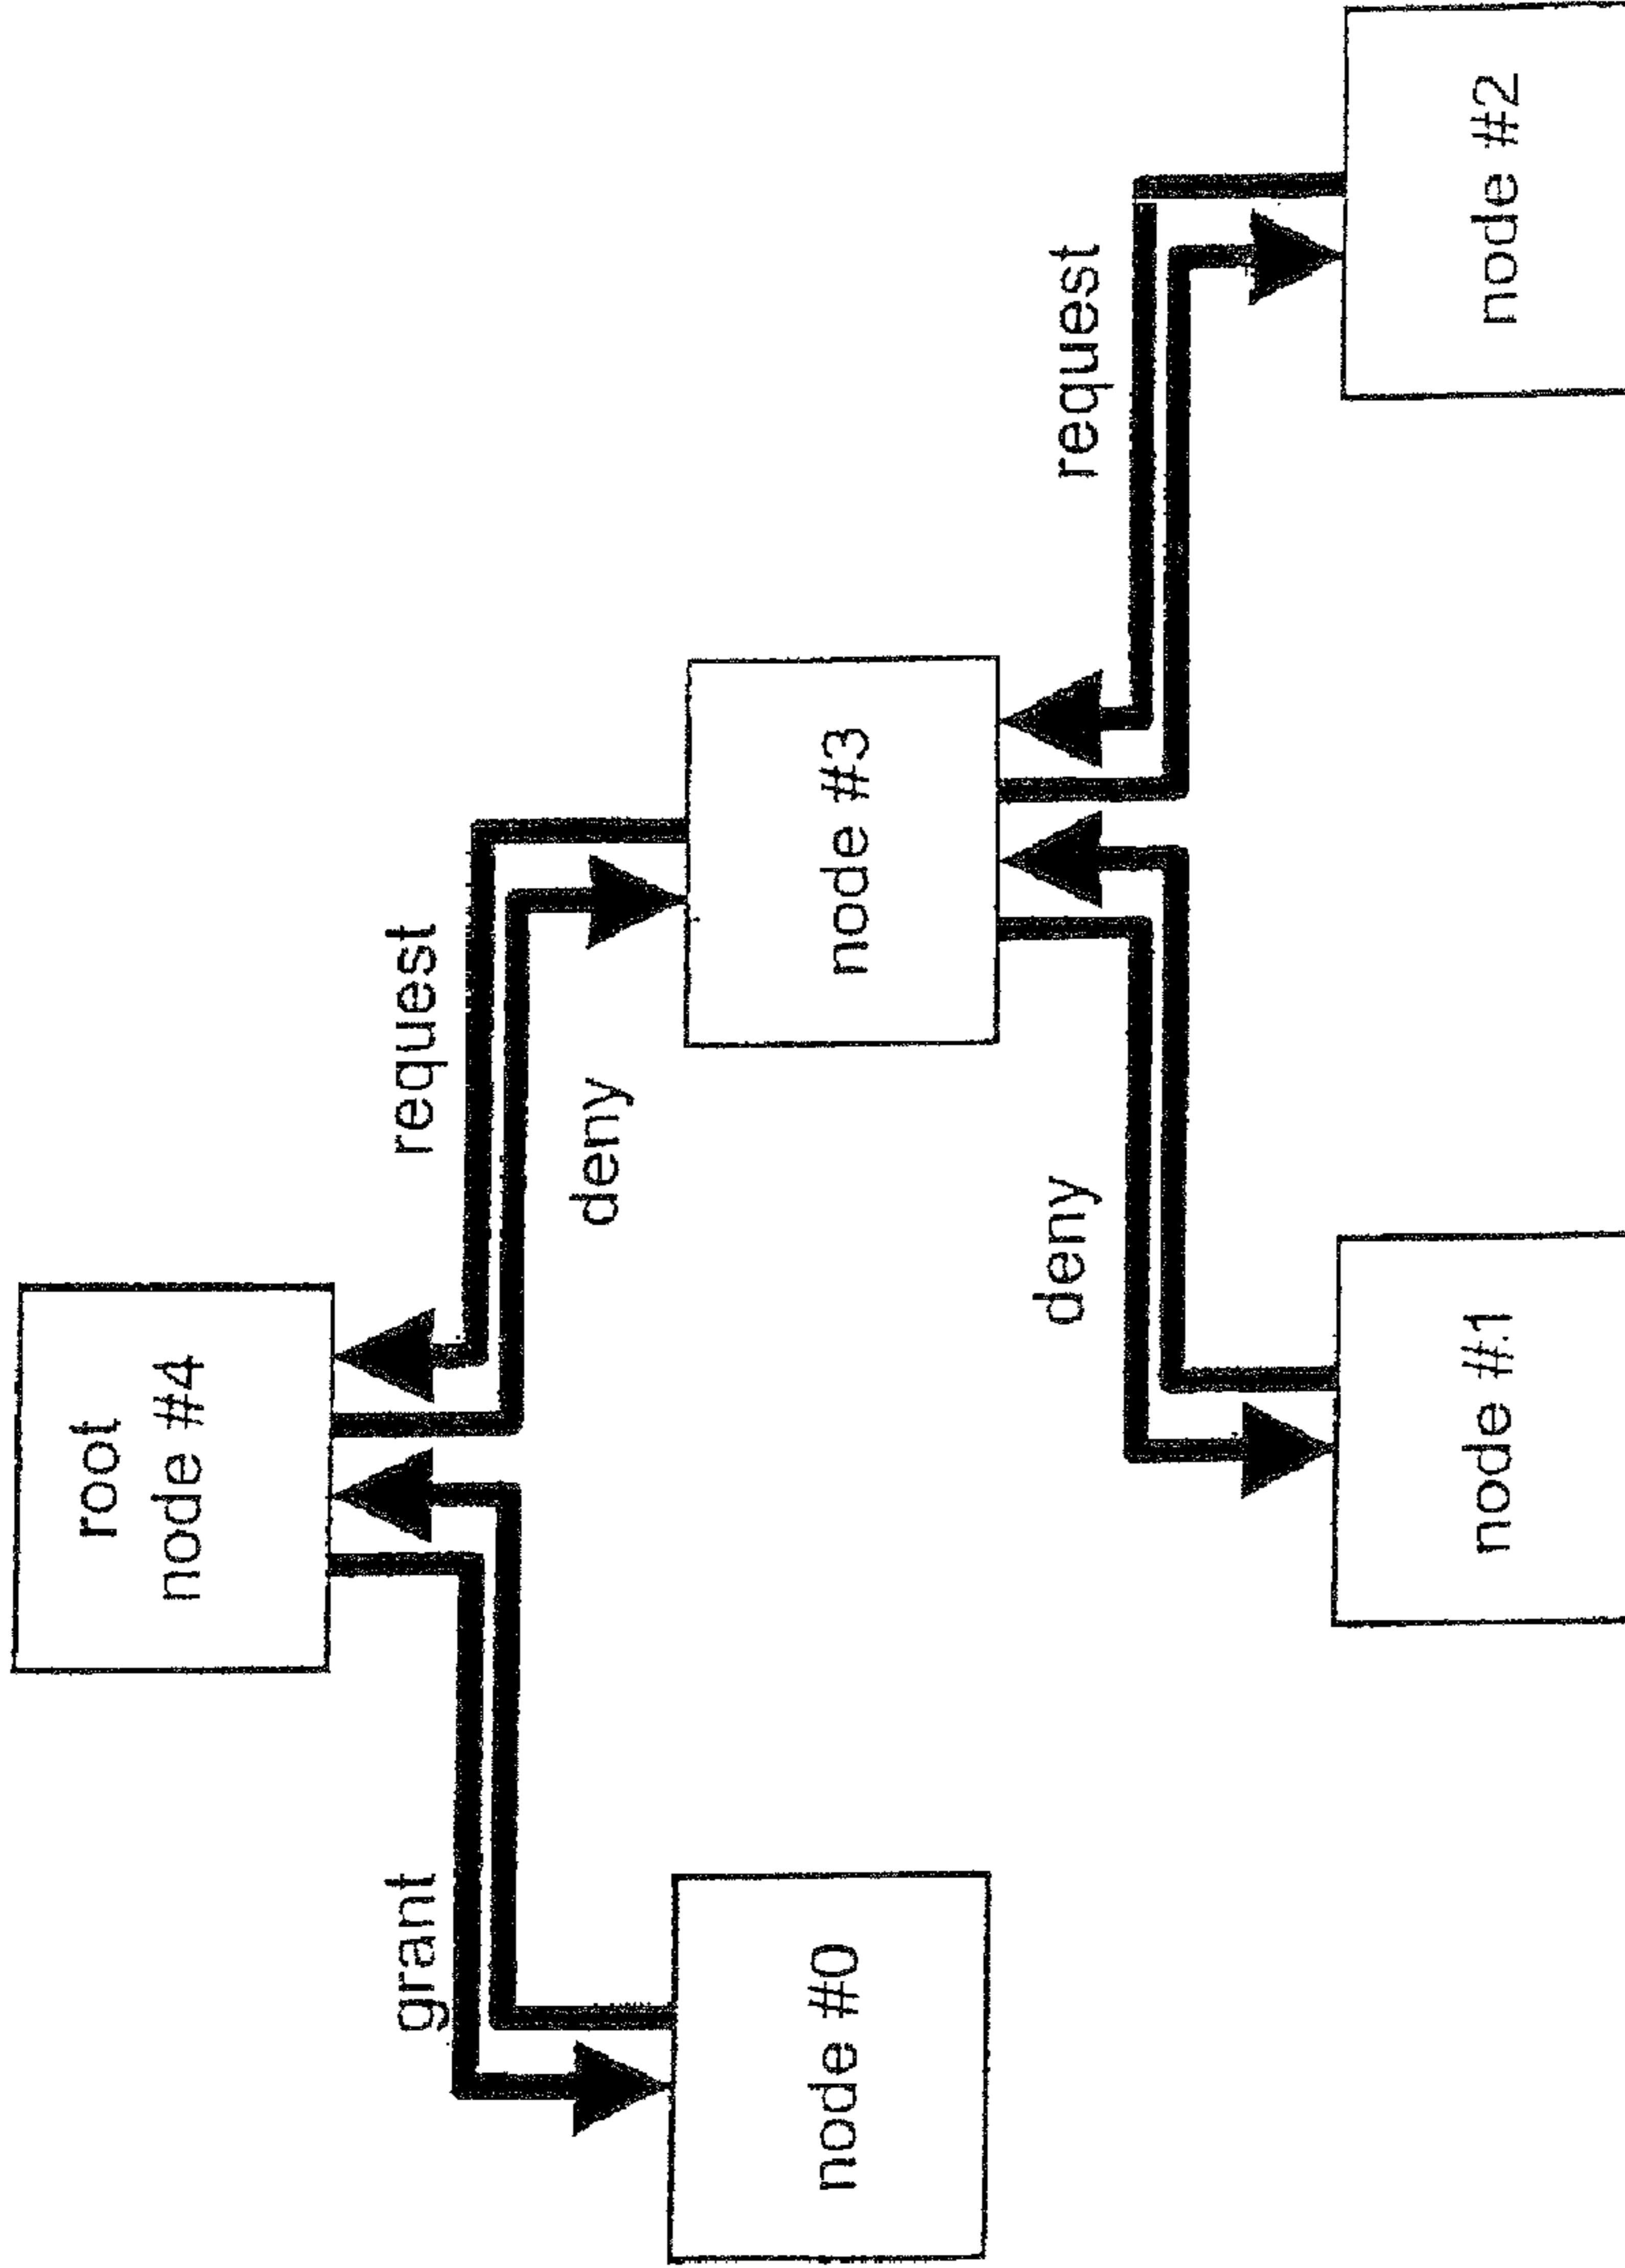 root
node #4
grant
request
deny
node #0
node #3
deny
request
node #1
node #2